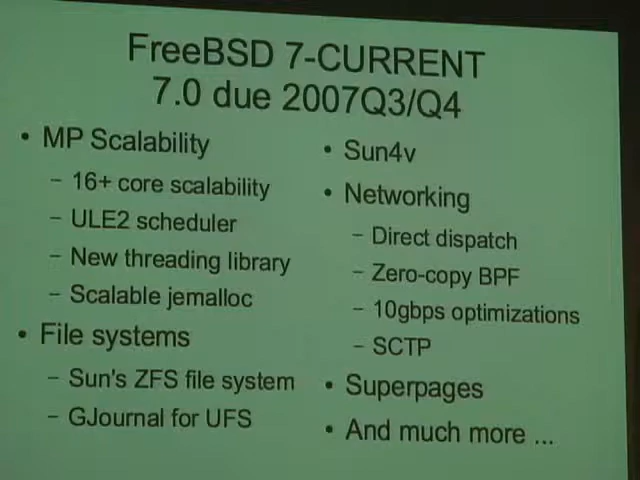 FreeBSD 7-CURRENT
7.0 due 2007Q3/Q4
• MP Scalability
– 16+ core scalability
– ULE2 scheduler
– New threading library
– Scalable jemalloc
• File systems
– Sun's ZFS file system
– GJournal for UFS
• Sun4v
• Networking
– Direct dispatch
– Zero-copy BPF
– 10gbps optimizations
– SCTP
• Superpages
• And much more ...